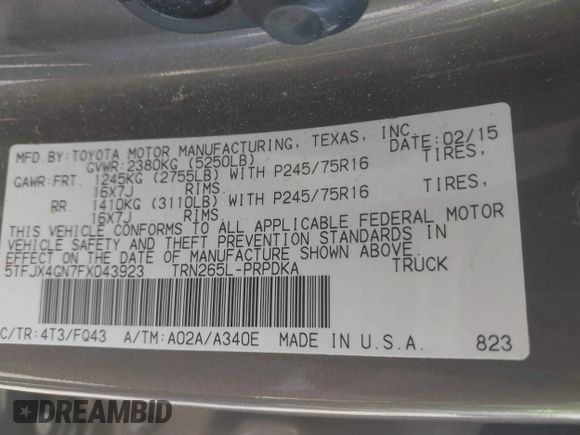 MFD.BY:TOYOTA MOTOR MANUFACTURING, TEXAS, INC.
GVWR:2380KG (5250LB) DATE:02/15
GAWR:FRT. 1245KG (2755LB) WITH P245/75R16 TIRES,
16X7J RIMS
RR. 1410KG (3110LB) WITH P245/75R16 TIRES,
16X7J RIMS
THIS VEHICLE CONFORMS TO ALL APPLICABLE FEDERAL MOTOR
VEHICLE SAFETY AND THEFT PREVENTION STANDARDS IN
EFFECT ON THE DATE OF MANUFACTURE SHOWN ABOVE.
5TFJX4GN7FX043923 TRN265L-PRPDKA TRUCK
C/TR:4T3/FQ43 A/TM:A02A/A340E MADE IN U.S.A. 823
DREAMBID